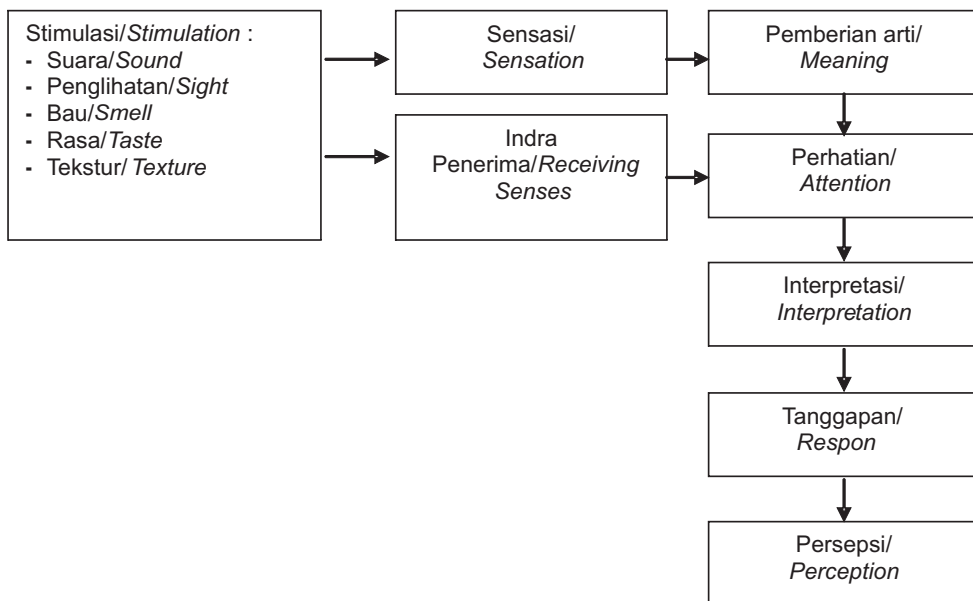 Stimulasi/Stimulation :
- Suara/Sound
- Penglihatan/Sight
- Bau/Smell
- Rasa/Taste
- Tekstur/ Texture
Sensasi/
Sensation
Pemberian arti/
Meaning
Indra
Penerima/Receiving
Senses
Perhatian/
Attention
Interpretasi/
Interpretation
Tanggapan/
Respon
Persepsi/
Perception